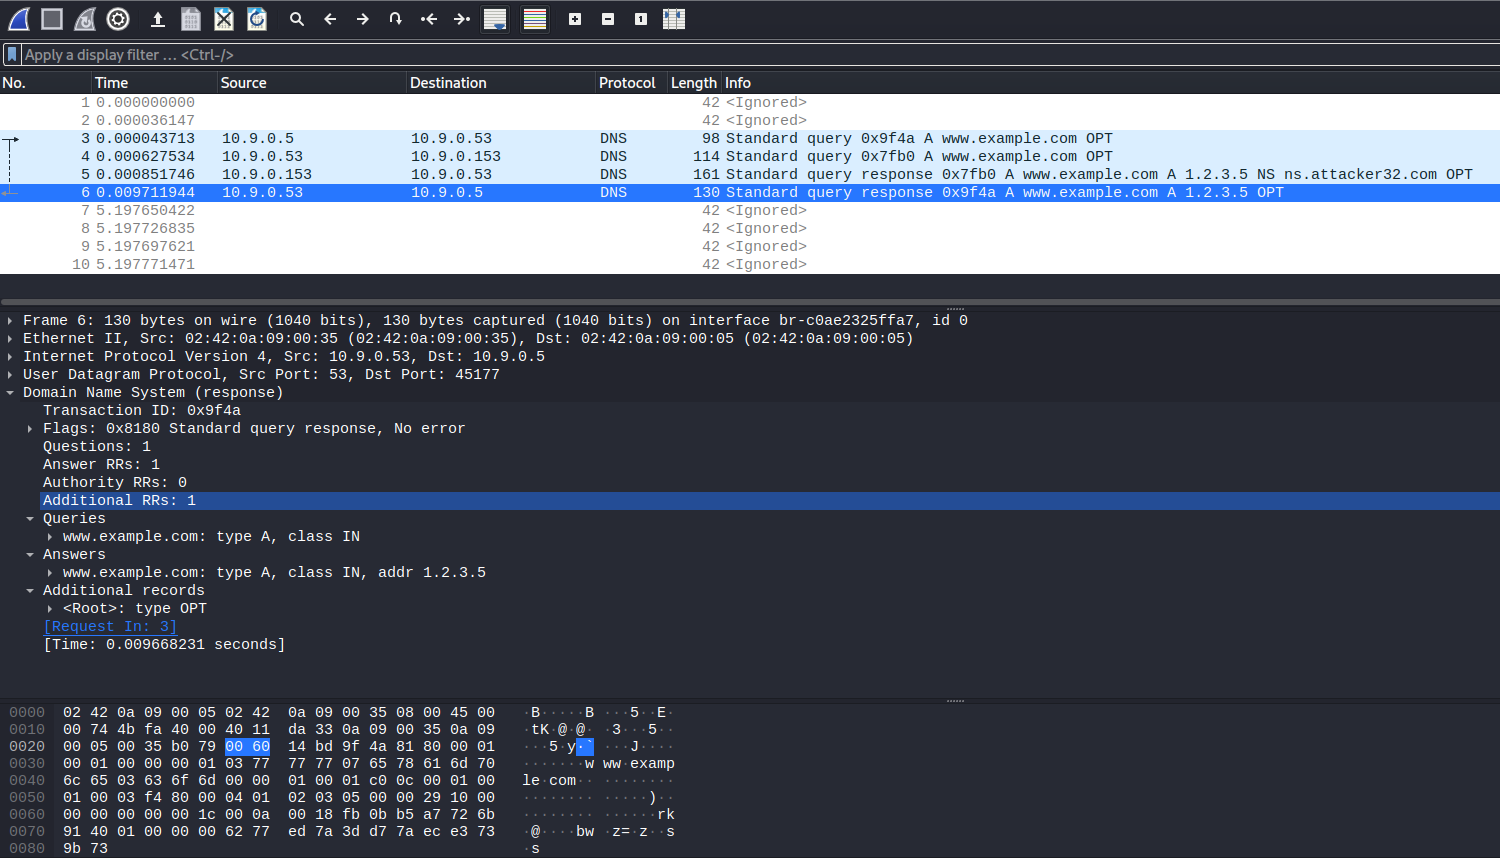 Apply a display filter … <Ctrl-/>
No. Time Source Destination Protocol Length Info
1 0.000000000 42 <Ignored>
2 0.000036147 42 <Ignored>
3 0.000043713 10.9.0.5 10.9.0.53 DNS 98 Standard query 0x9f4a A www.example.com OPT
4 0.000627534 10.9.0.53 10.9.0.153 DNS 114 Standard query 0x7fb0 A www.example.com OPT
5 0.000851746 10.9.0.153 10.9.0.53 DNS 161 Standard query response 0x7fb0 A www.example.com A 1.2.3.5 NS ns.attacker32.com OPT
6 0.009711944 10.9.0.53 10.9.0.5 DNS 130 Standard query response 0x9f4a A www.example.com A 1.2.3.5 OPT
7 5.197650422 42 <Ignored>
8 5.197726835 42 <Ignored>
9 5.197697621 42 <Ignored>
10 5.197771471 42 <Ignored>
Frame 6: 130 bytes on wire (1040 bits), 130 bytes captured (1040 bits) on interface br-c0ae2325ffa7, id 0
Ethernet II, Src: 02:42:0a:09:00:35 (02:42:0a:09:00:35), Dst: 02:42:0a:09:00:05 (02:42:0a:09:00:05)
Internet Protocol Version 4, Src: 10.9.0.53, Dst: 10.9.0.5
User Datagram Protocol, Src Port: 53, Dst Port: 45177
Domain Name System (response)
Transaction ID: 0x9f4a
Flags: 0x8180 Standard query response, No error
Questions: 1
Answer RRs: 1
Authority RRs: 0
Additional RRs: 1
Queries
www.example.com: type A, class IN
Answers
www.example.com: type A, class IN, addr 1.2.3.5
Additional records
<Root>: type OPT
[Request In: 3]
[Time: 0.009668231 seconds]
0000 02 42 0a 09 00 05 02 42 0a 09 00 35 08 00 45 00 ·B·····B ···5··E·
0010 00 74 4b fa 40 00 40 11 da 33 0a 09 00 35 0a 09 ·tK·@·@· ·3···5··
0020 00 05 00 35 b0 79 00 60 14 bd 9f 4a 81 80 00 01 ···5·y·` ···J····
0030 00 01 00 00 00 01 03 77 77 77 07 65 78 61 6d 70 ·······w ww·examp
0040 6c 65 03 63 6f 6d 00 00 01 00 01 c0 0c 00 01 00 le·com·· ········
0050 01 00 03 f4 80 00 04 01 02 03 05 00 00 29 10 00 ········ ·····)··
0060 00 00 00 00 00 1c 00 0a 00 18 fb 0b b5 a7 72 6b ········ ······rk
0070 91 40 01 00 00 00 62 77 ed 7a 3d d7 7a ec e3 73 ·@····bw ·z=·z··s
0080 9b 73 ·s